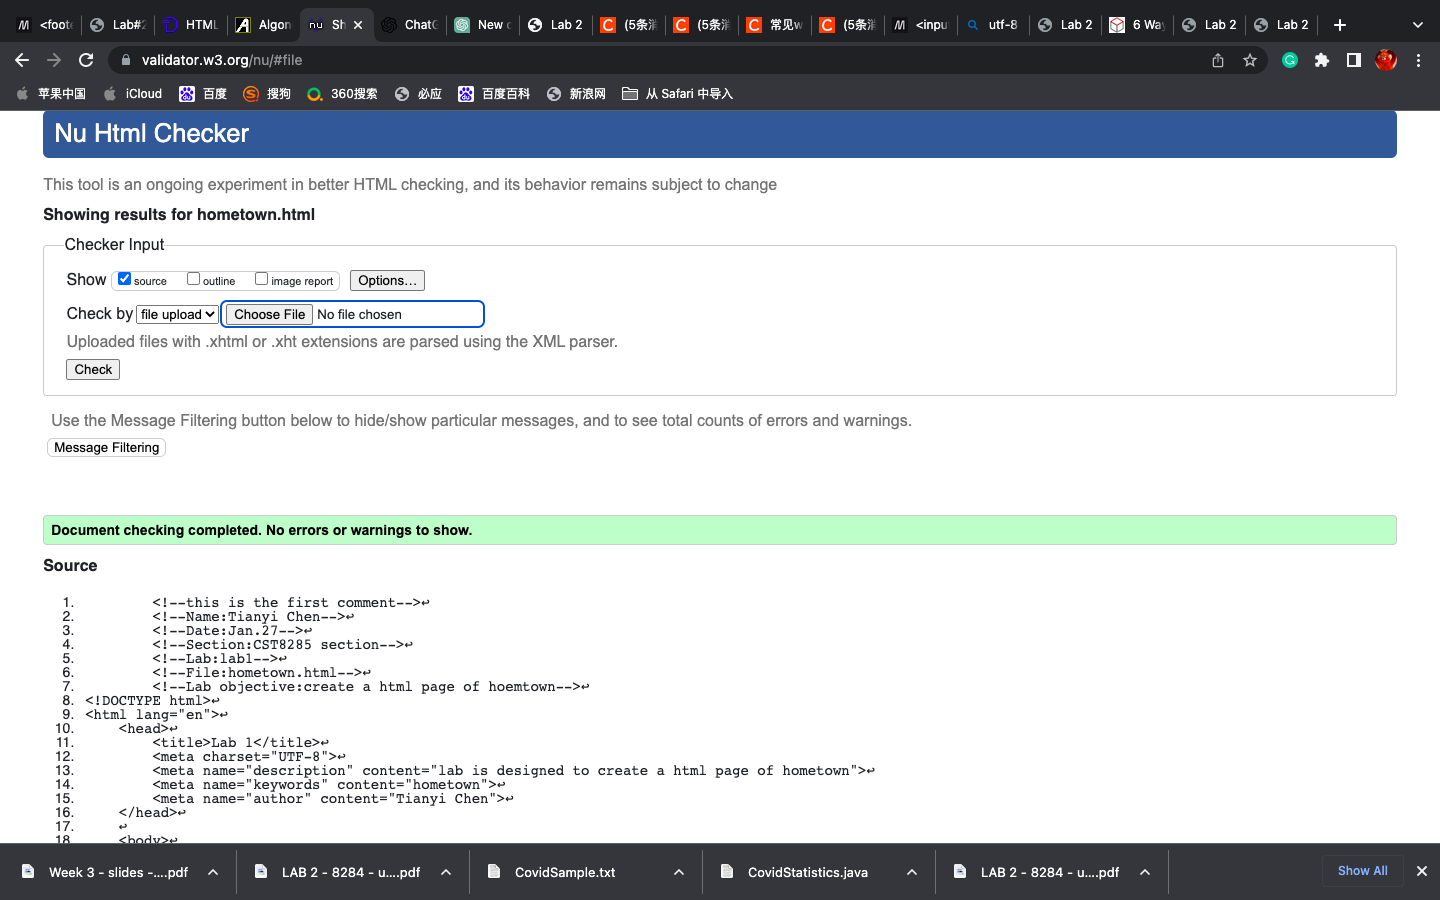 <foot
Lab#2
HTML
Algon
Sh
ChatG
New c
Lab 2
(5条消
(5条消
常见w
(5条消
<inpu
utf-8
Lab 2
6 Wa
Lab 2
Lab 2
validator.w3.org/nu/#file
苹果中国 iCloud 百度 搜狗 360搜索 必应 百度百科 新浪网 从 Safari 中导入
Nu Html Checker
This tool is an ongoing experiment in better HTML checking, and its behavior remains subject to change
Showing results for hometown.html
Checker Input
Show source outline image report Options...
Check by file upload Choose File No file chosen
Uploaded files with .xhtml or .xht extensions are parsed using the XML parser.
Check
Use the Message Filtering button below to hide/show particular messages, and to see total counts of errors and warnings.
Message Filtering
Document checking completed. No errors or warnings to show.
Source
1. <!--this is the first comment-->↩
2. <!--Name:Tianyi Chen-->↩
3. <!--Date:Jan.27-->↩
4. <!--Section:CST8285 section-->↩
5. <!--Lab:lab1-->↩
6. <!--File:hometown.html-->↩
7. <!--Lab objective:create a html page of hoemtown-->↩
8. <!DOCTYPE html>↩
9. <html lang="en">↩
10. <head>↩
11. <title>Lab 1</title>↩
12. <meta charset="UTF-8">↩
13. <meta name="description" content="lab is designed to create a html page of hometown">↩
14. <meta name="keywords" content="hometown">↩
15. <meta name="author" content="Tianyi Chen">↩
16. </head>↩
17. ↩
18. <body>↩
Week 3 - slides -....pdf
LAB 2 - 8284 - u....pdf
CovidSample.txt
CovidStatistics.java
LAB 2 - 8284 - u....pdf
Show All